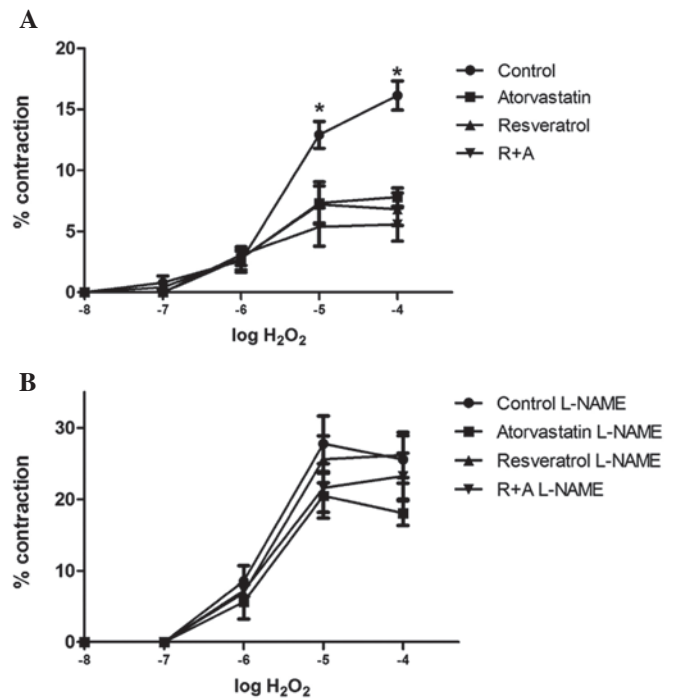 A
20
15
10
5
0
% contraction
* *
-8 -7 -6 -5 -4
log H₂O₂
Control
Atorvastatin
Resveratrol
R+A
B
30
20
10
0
% contraction
-8 -7 -6 -5 -4
log H₂O₂
Control L-NAME
Atorvastatin L-NAME
Resveratrol L-NAME
R+A L-NAME